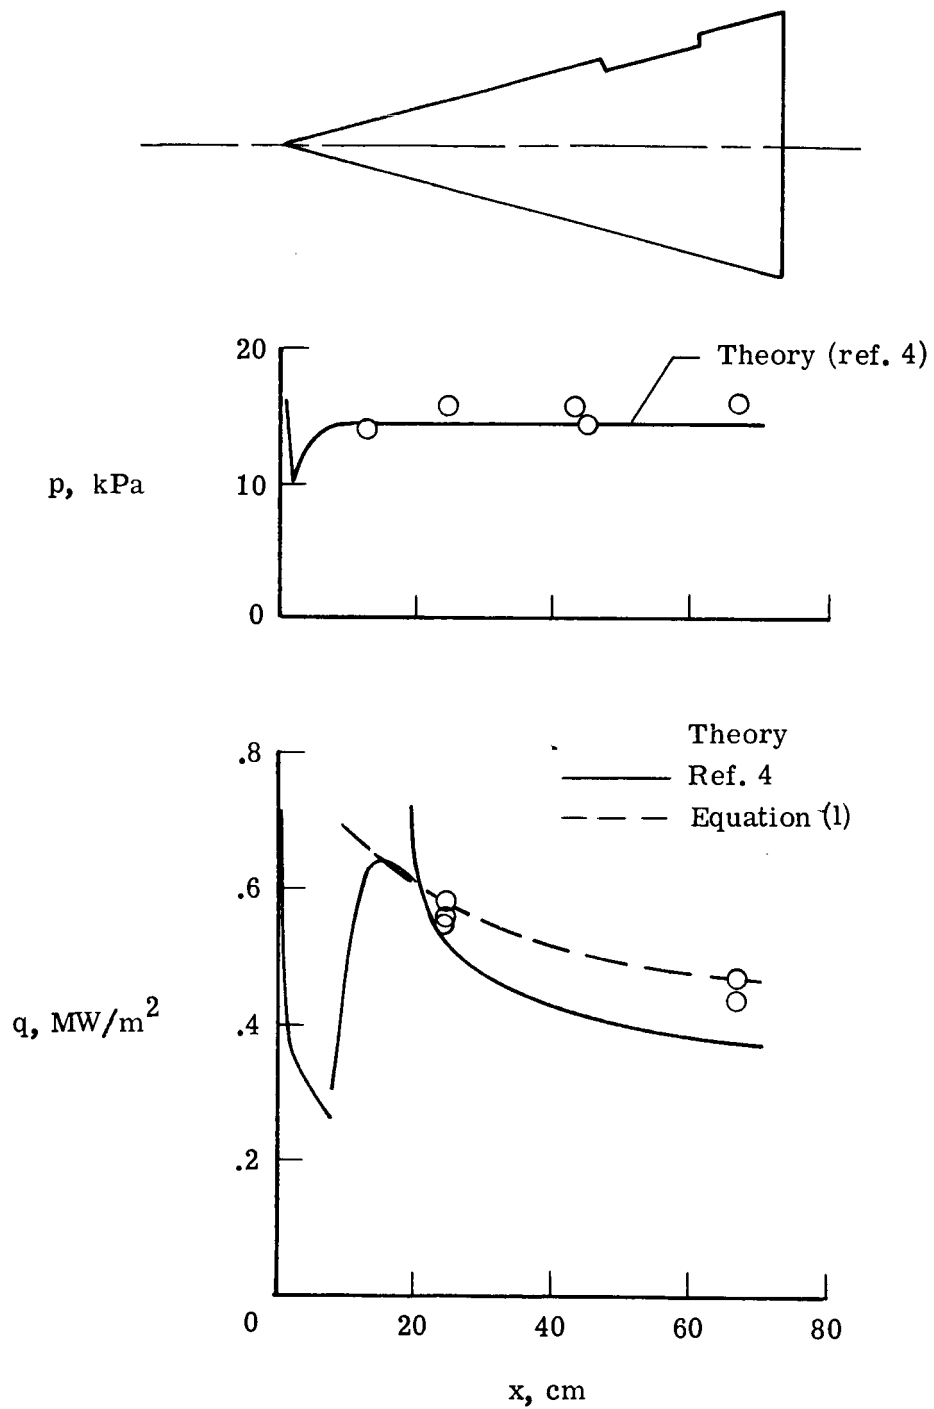 20
Theory (ref. 4)
p, kPa
10
0
.8
Theory
Ref. 4
Equation (1)
.6
q, MW/m²
.4
.2
0
20
40
60
80
x, cm